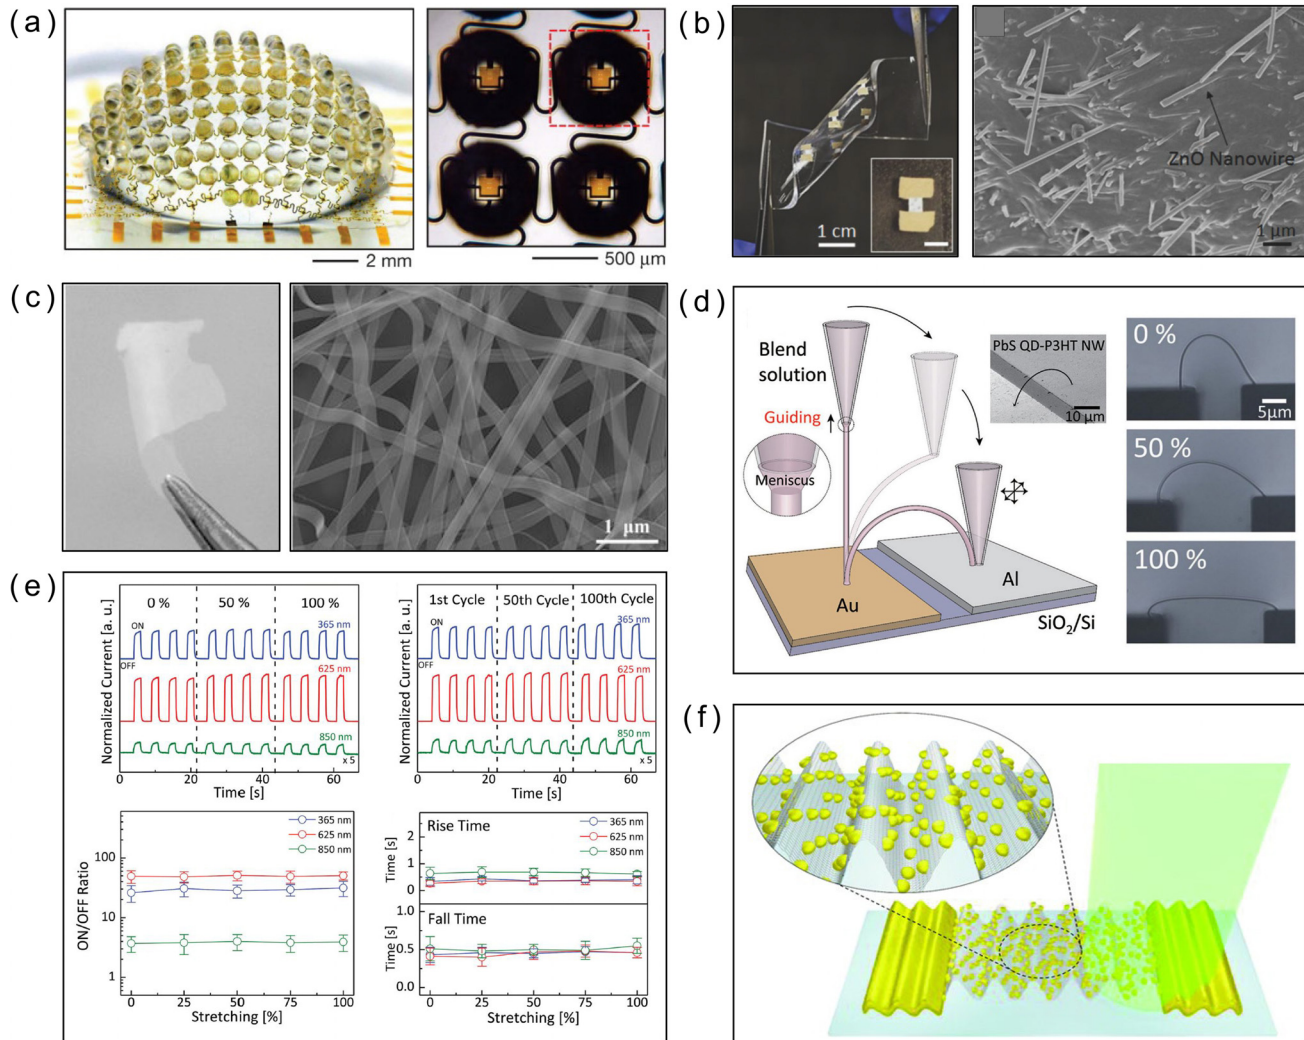 (a)
2 mm
500 µm
(b)
1 cm
ZnO Nanowire
1 µm
(c)
1 µm
(d)
Blend
solution
Guiding
Meniscus
Au
Al
SiO₂/Si
PbS QD-P3HT NW
10 µm
0 %
5µm
50 %
100 %
(e)
Normalized Current [a. u.]
0 %
50 %
100 %
ON
OFF
365 nm
625 nm
850 nm
x 5
0
20
40
60
Time [s]
Normalized Current [a. u.]
1st Cycle
50th Cycle
100th Cycle
ON
OFF
365 nm
625 nm
850 nm
x 5
0
20
40
60
Time [s]
ON/OFF Ratio
100
10
1
365 nm
625 nm
850 nm
0
25
50
75
100
Stretching [%]
Rise Time
365 nm
625 nm
850 nm
Time [s]
2
1
0
Fall Time
Time [s]
1.0
0.5
0.0
0
25
50
75
100
Stretching [%]
(f)